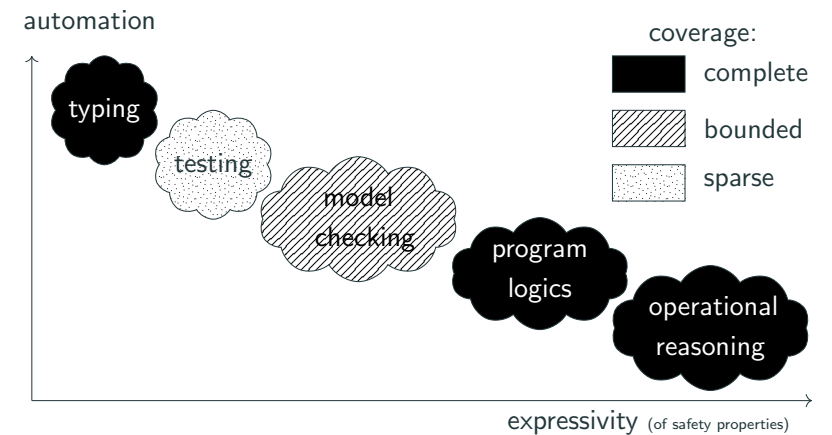 automation
coverage:
complete
bounded
sparse
typing
testing
model
checking
program
logics
operational
reasoning
expressivity (of safety properties)